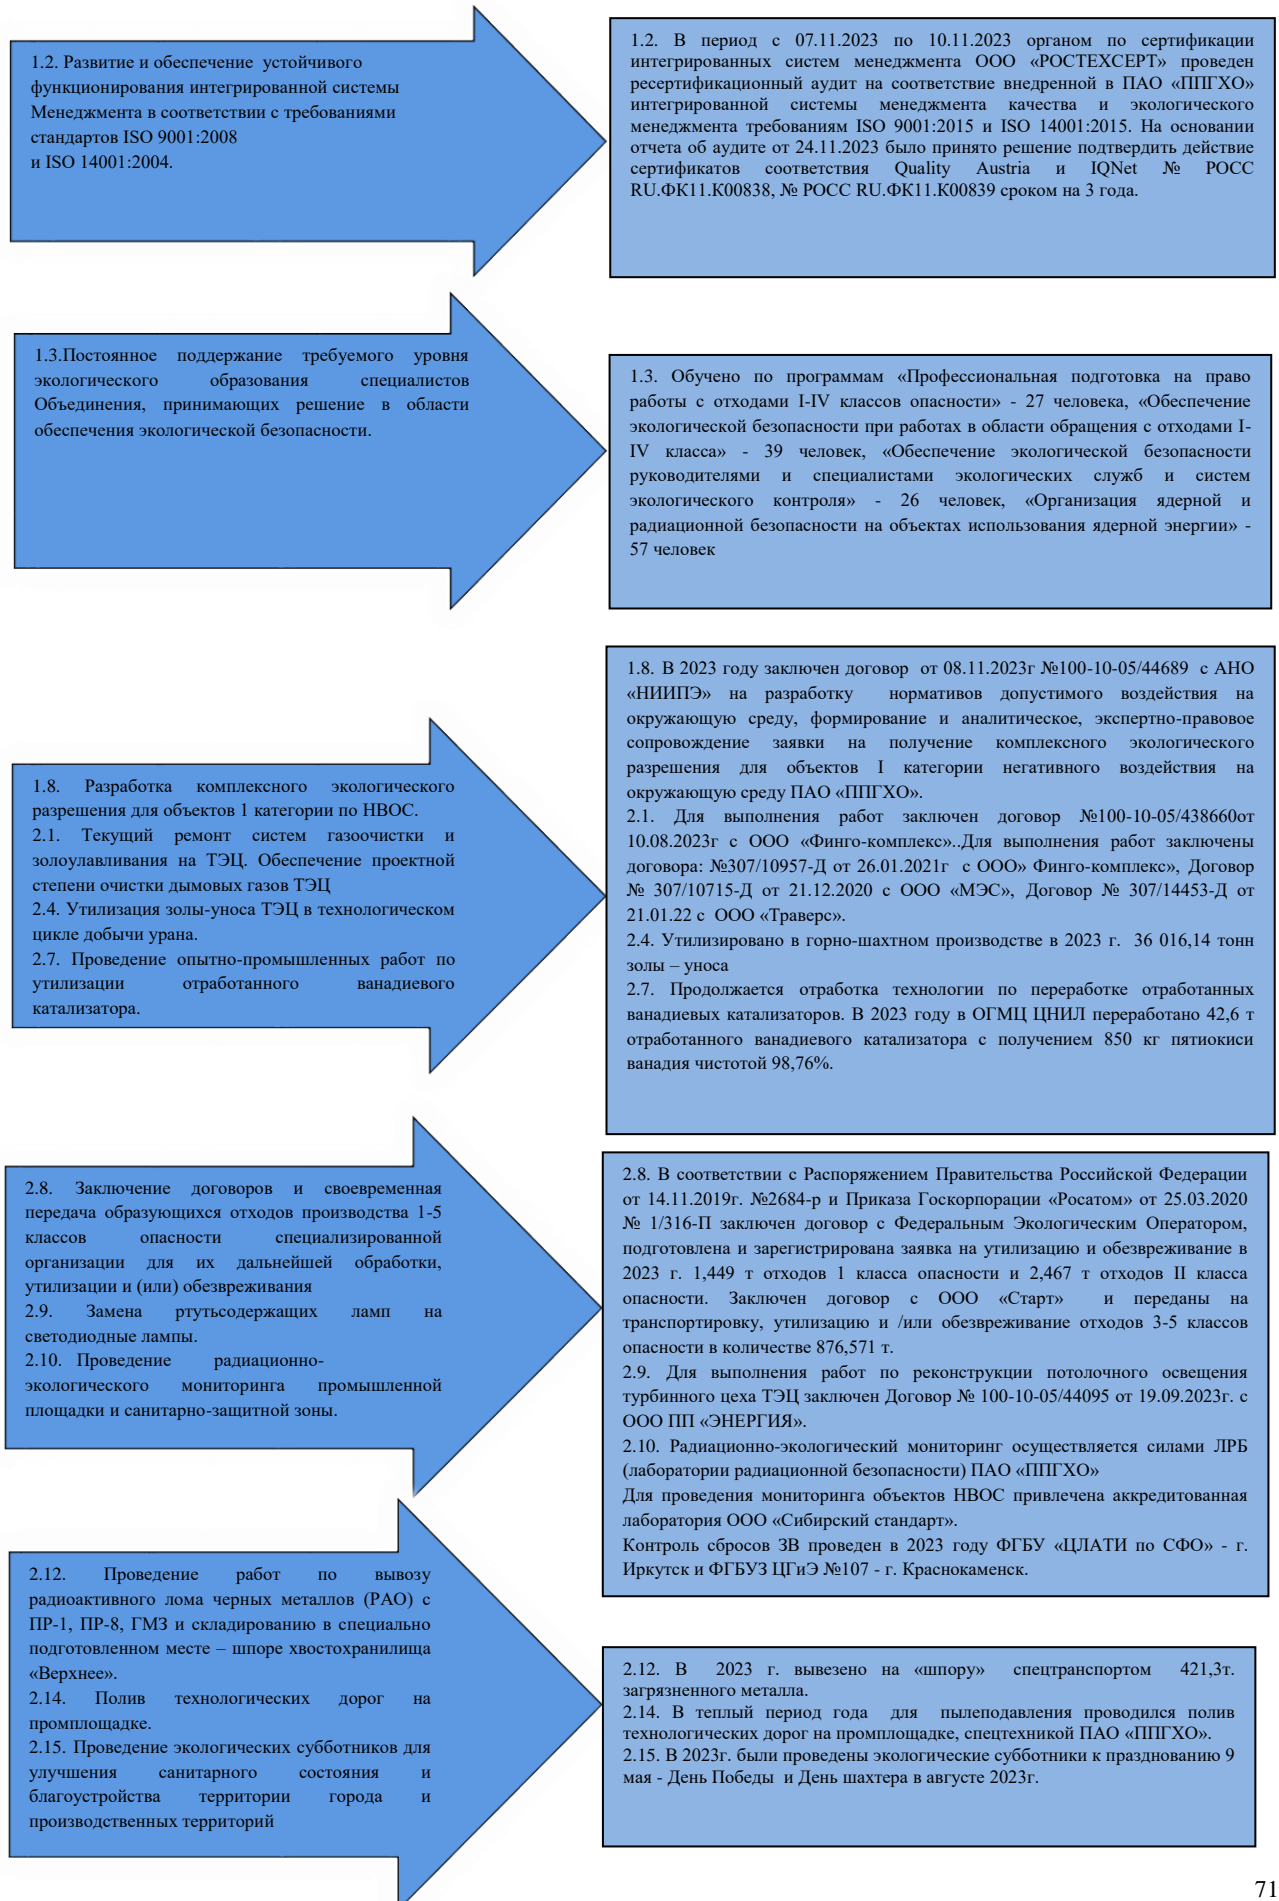 1.2. Развитие и обеспечение устойчивого
функционирования интегрированной системы
Менеджмента в соответствии с требованиями
стандартов ISO 9001:2008
и ISO 14001:2004.
1.2. В период с 07.11.2023 по 10.11.2023 органом по сертификации
интегрированных систем менеджмента ООО «РОСТЕХСЕРТ» проведен
ресертификационный аудит на соответствие внедренной в ПАО «ППГХО»
интегрированной системы менеджмента качества и экологического
менеджмента требованиям ISO 9001:2015 и ISO 14001:2015. На основании
отчета об аудите от 24.11.2023 было принято решение подтвердить действие
сертификатов соответствия Quality Austria и IQNet № РОСС
RU.ФК11.К00838, № РОСС RU.ФК11.К00839 сроком на 3 года.
1.3.Постоянное поддержание требуемого уровня
экологического образования специалистов
Объединения, принимающих решение в области
обеспечения экологической безопасности.
1.3. Обучено по программам «Профессиональная подготовка на право
работы с отходами I-IV классов опасности» - 27 человека, «Обеспечение
экологической безопасности при работах в области обращения с отходами I-
IV класса» - 39 человек, «Обеспечение экологической безопасности
руководителями и специалистами экологических служб и систем
экологического контроля» - 26 человек, «Организация ядерной и
радиационной безопасности на объектах использования ядерной энергии» -
57 человек
1.8. Разработка комплексного экологического
разрешения для объектов 1 категории по НВОС.
2.1. Текущий ремонт систем газоочистки и
золоулавливания на ТЭЦ. Обеспечение проектной
степени очистки дымовых газов ТЭЦ
2.4. Утилизация золы-уноса ТЭЦ в технологическом
цикле добычи урана.
2.7. Проведение опытно-промышленных работ по
утилизации отработанного ванадиевого
катализатора.
1.8. В 2023 году заключен договор от 08.11.2023г №100-10-05/44689 с АНО
«НИИПЭ» на разработку нормативов допустимого воздействия на
окружающую среду, формирование и аналитическое, экспертно-правовое
сопровождение заявки на получение комплексного экологического
разрешения для объектов I категории негативного воздействия на
окружающую среду ПАО «ППГХО».
2.1. Для выполнения работ заключен договор №100-10-05/438660от
10.08.2023г с ООО «Финго-комплекс»..Для выполнения работ заключены
договора: №307/10957-Д от 26.01.2021г с ООО» Финго-комплекс», Договор
№ 307/10715-Д от 21.12.2020 с ООО «МЭС», Договор № 307/14453-Д от
21.01.22 с ООО «Траверс».
2.4. Утилизировано в горно-шахтном производстве в 2023 г. 36 016,14 тонн
золы – уноса
2.7. Продолжается отработка технологии по переработке отработанных
ванадиевых катализаторов. В 2023 году в ОГМЦ ЦНИЛ переработано 42,6 т
отработанного ванадиевого катализатора с получением 850 кг пятиокиси
ванадия чистотой 98,76%.
2.8. Заключение договоров и своевременная
передача образующихся отходов производства 1-5
классов опасности специализированной
организации для их дальнейшей обработки,
утилизации и (или) обезвреживания
2.9. Замена ртутьсодержащих ламп на
светодиодные лампы.
2.10. Проведение радиационно-
экологического мониторинга промышленной
площадки и санитарно-защитной зоны.
2.8. В соответствии с Распоряжением Правительства Российской Федерации
от 14.11.2019г. №2684-р и Приказа Госкорпорации «Росатом» от 25.03.2020
№ 1/316-П заключен договор с Федеральным Экологическим Оператором,
подготовлена и зарегистрирована заявка на утилизацию и обезвреживание в
2023 г. 1,449 т отходов 1 класса опасности и 2,467 т отходов II класса
опасности. Заключен договор с ООО «Старт» и переданы на
транспортировку, утилизацию и /или обезвреживание отходов 3-5 классов
опасности в количестве 876,571 т.
2.9. Для выполнения работ по реконструкции потолочного освещения
турбинного цеха ТЭЦ заключен Договор № 100-10-05/44095 от 19.09.2023г. с
ООО ПП «ЭНЕРГИЯ».
2.10. Радиационно-экологический мониторинг осуществляется силами ЛРБ
(лаборатории радиационной безопасности) ПАО «ППГХО»
Для проведения мониторинга объектов НВОС привлечена аккредитованная
лаборатория ООО «Сибирский стандарт».
Контроль сбросов ЗВ проведен в 2023 году ФГБУ «ЦЛАТИ по СФО» - г.
Иркутск и ФГБУЗ ЦГиЭ №107 - г. Краснокаменск.
2.12. Проведение работ по вывозу
радиоактивного лома черных металлов (РАО) с
ПР-1, ПР-8, ГМЗ и складированию в специально
подготовленном месте – шпоре хвостохранилища
«Верхнее».
2.14. Полив технологических дорог на
промплощадке.
2.15. Проведение экологических субботников для
улучшения санитарного состояния и
благоустройства территории города и
производственных территорий
2.12. В 2023 г. вывезено на «шпору» спецтранспортом 421,3т.
загрязненного металла.
2.14. В теплый период года для пылеподавления проводился полив
технологических дорог на промплощадке, спецтехникой ПАО «ППГХО».
2.15. В 2023г. были проведены экологические субботники к празднованию 9
мая - День Победы и День шахтера в августе 2023г.
71